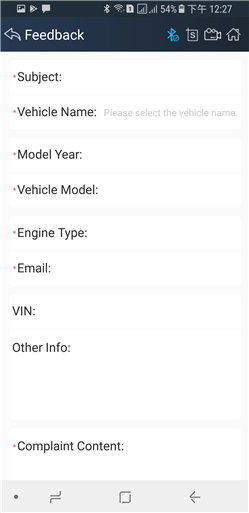 54% 下午 12:27
Feedback
*Subject:
*Vehicle Name: Please select the vehicle name.
*Model Year:
*Vehicle Model:
*Engine Type:
*Email:
VIN:
Other Info:
*Complaint Content: